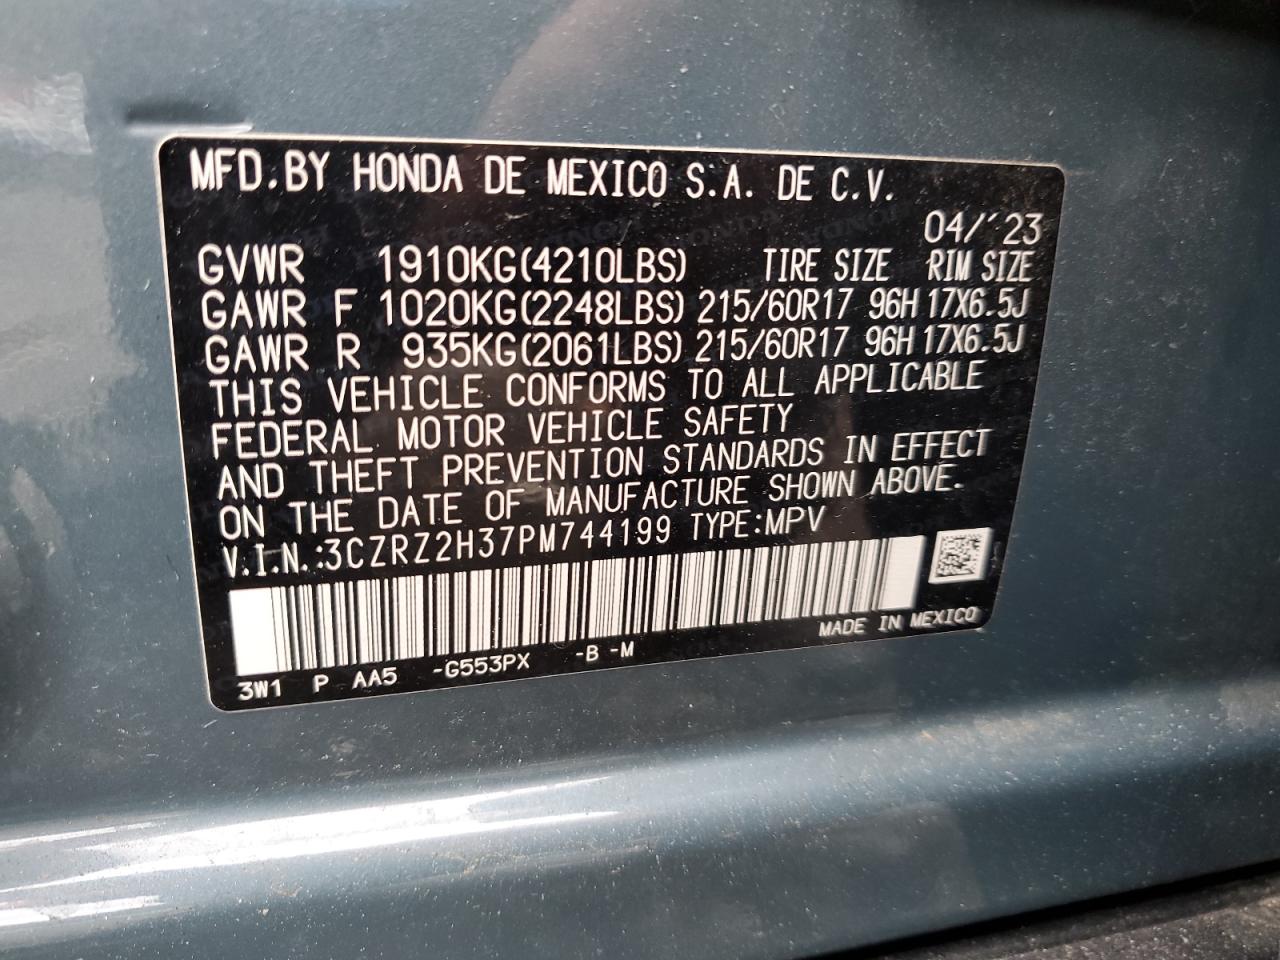 MFD.BY HONDA DE MEXICO S.A. DE C.V.
04/´23
GVWR 1910KG(4210LBS) TIRE SIZE RIM SIZE
GAWR F 1020KG(2248LBS) 215/60R17 96H 17X6.5J
GAWR R 935KG(2061LBS) 215/60R17 96H 17X6.5J
THIS VEHICLE CONFORMS TO ALL APPLICABLE
FEDERAL MOTOR VEHICLE SAFETY
AND THEFT PREVENTION STANDARDS IN EFFECT
ON THE DATE OF MANUFACTURE SHOWN ABOVE.
V.I.N.:3CZRZ2H37PM744199 TYPE:MPV
MADE IN MEXICO
3W1 P AA5 -G553PX -B -M